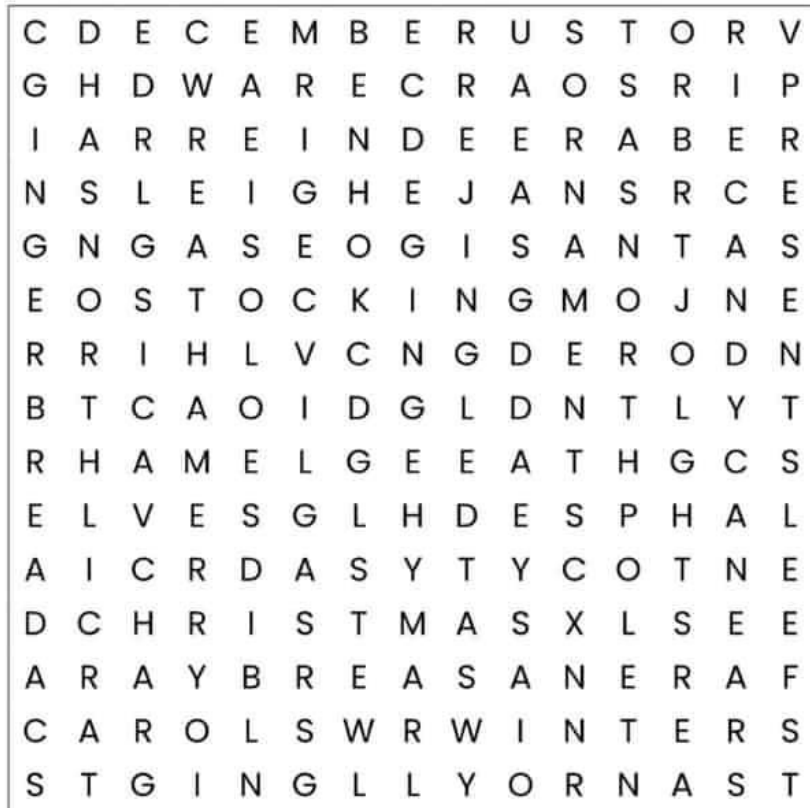 C D E C E M B E R U S T O R V
G H D W A R E C R A O S R I P
I A R R E I N D E E R A B E R
N S L E I G H E J A N S R C E
G N G A S E O G I S A N T A S
E O S T O C K I N G M O J N E
R R I H L V C N G D E R O D N
B T C A O I D G L D N T L Y T
R H A M E L G E E A T H G C S
E L V E S G L H D E S P H A L
A I C R D A S Y T Y C O T N E
D C H R I S T M A S X L S E E
A R A Y B R E A S A N E R A F
C A R O L S W R W I N T E R S
S T G I N G L L Y O R N A S T